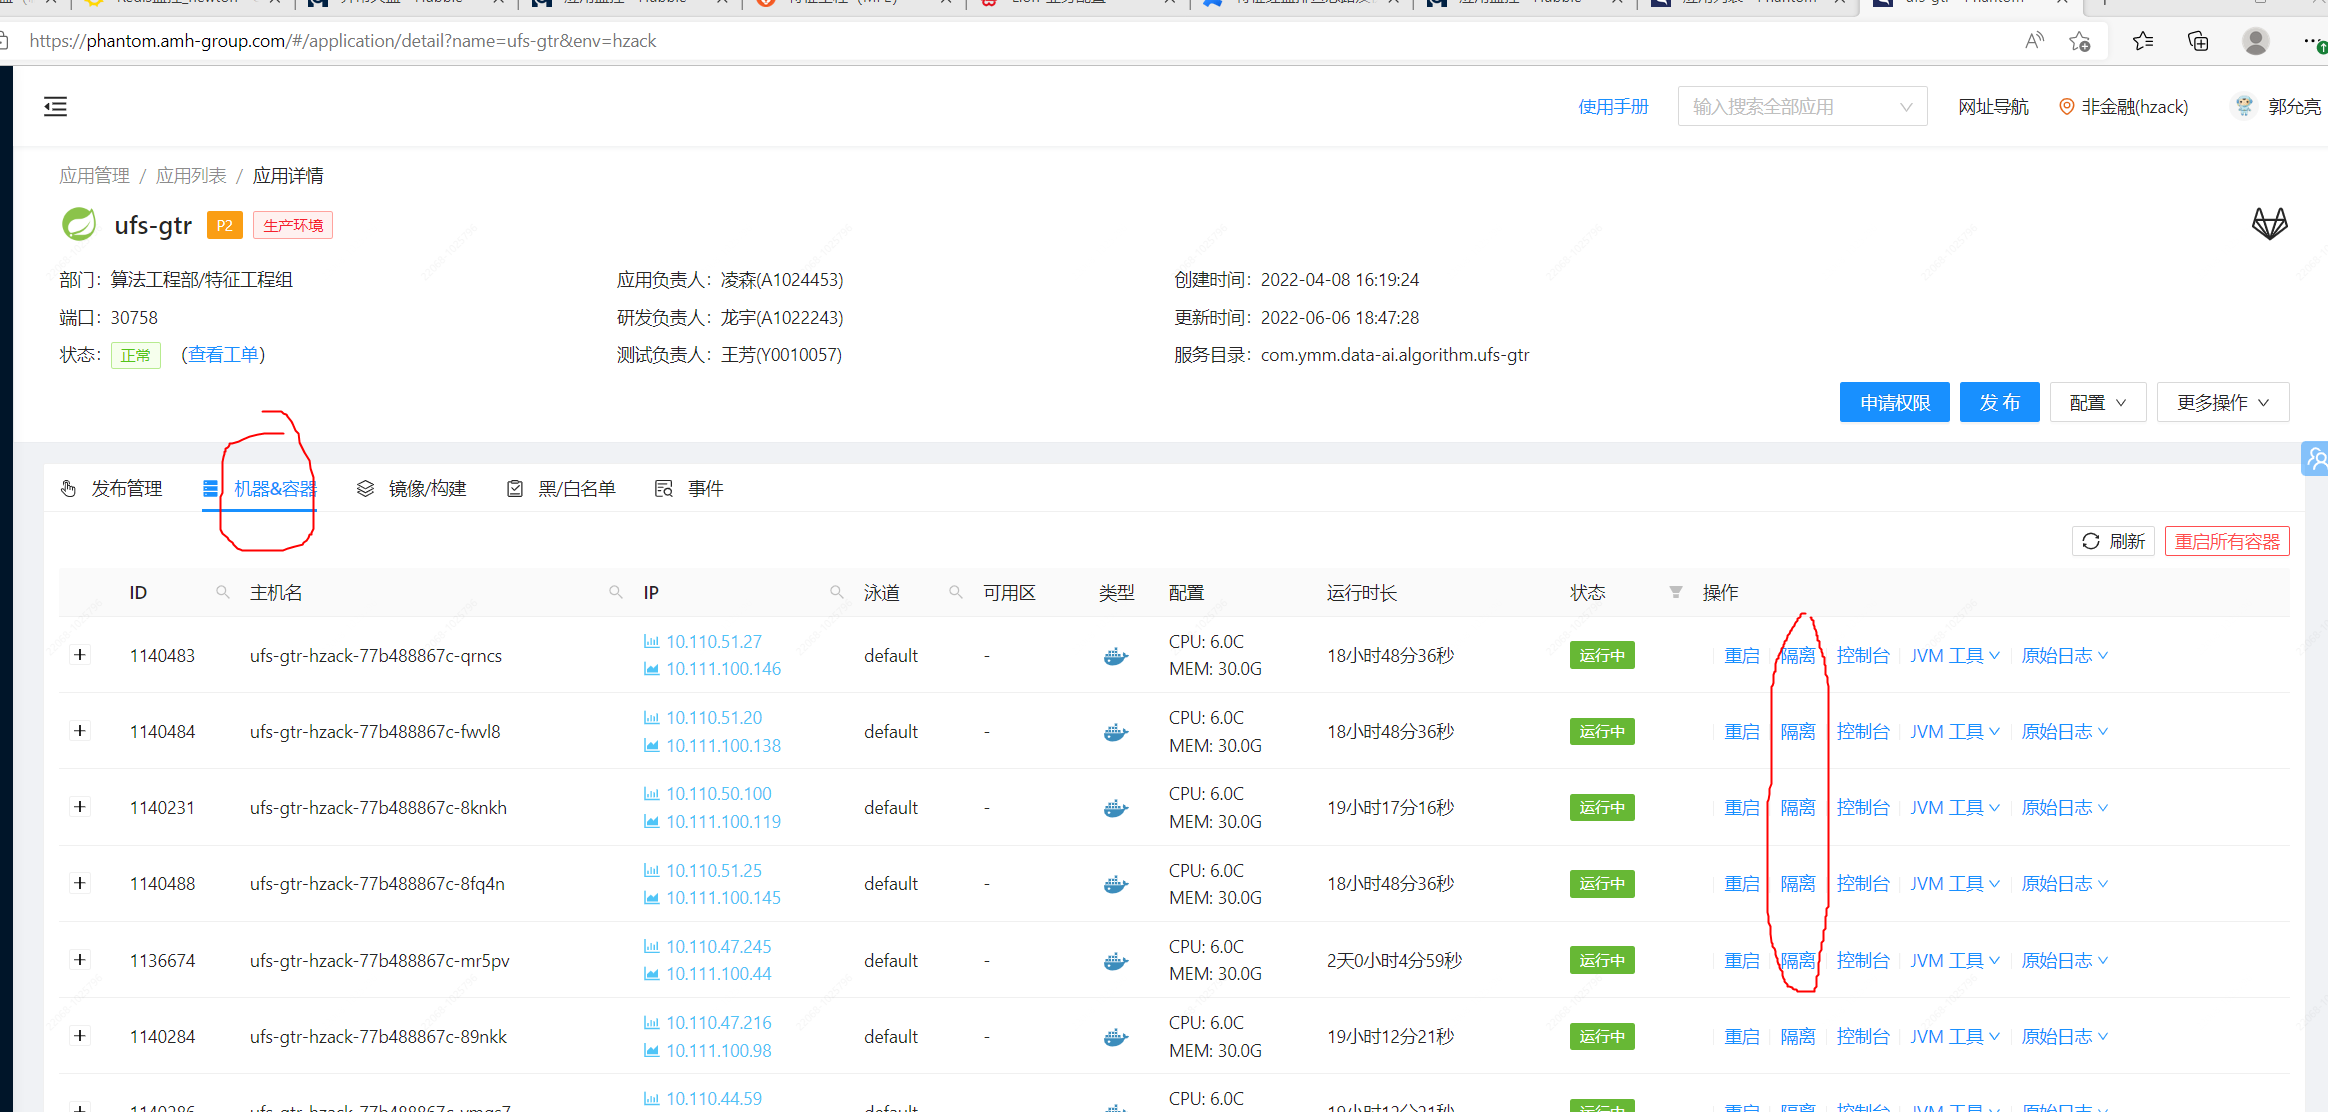 https://phantom.amh-group.com/#/application/detail?name=ufs-gtr&env=hzack
使用手册 输入搜索全部应用 网址导航 非金融(hzack) 郭允亮
应用管理 / 应用列表 / 应用详情
ufs-gtr P2 生产环境
部门：算法工程部/特征工程组 应用负责人：凌森(A1024453) 创建时间：2022-04-08 16:19:24
端口：30758 研发负责人：龙宇(A1022243) 更新时间：2022-06-06 18:47:28
状态：正常 (查看工单) 测试负责人：王芳(Y0010057) 服务目录：com.ymm.data-ai.algorithm.ufs-gtr
申请权限 发 布 配置 更多操作
发布管理 机器&容器 镜像/构建 黑/白名单 事件
刷新 重启所有容器
ID 主机名 IP 泳道 可用区 类型 配置 运行时长 状态 操作
+ 1140483 ufs-gtr-hzack-77b488867c-qrncs 10.110.51.27 10.111.100.146 default - CPU: 6.0C MEM: 30.0G 18小时48分36秒 运行中 重启 隔离 控制台 JVM 工具 原始日志
+ 1140484 ufs-gtr-hzack-77b488867c-fwvl8 10.110.51.20 10.111.100.138 default - CPU: 6.0C MEM: 30.0G 18小时48分36秒 运行中 重启 隔离 控制台 JVM 工具 原始日志
+ 1140231 ufs-gtr-hzack-77b488867c-8knkh 10.110.50.100 10.111.100.119 default - CPU: 6.0C MEM: 30.0G 19小时17分16秒 运行中 重启 隔离 控制台 JVM 工具 原始日志
+ 1140488 ufs-gtr-hzack-77b488867c-8fq4n 10.110.51.25 10.111.100.145 default - CPU: 6.0C MEM: 30.0G 18小时48分36秒 运行中 重启 隔离 控制台 JVM 工具 原始日志
+ 1136674 ufs-gtr-hzack-77b488867c-mr5pv 10.110.47.245 10.111.100.44 default - CPU: 6.0C MEM: 30.0G 2天0小时4分59秒 运行中 重启 隔离 控制台 JVM 工具 原始日志
+ 1140284 ufs-gtr-hzack-77b488867c-89nkk 10.110.47.216 10.111.100.98 default - CPU: 6.0C MEM: 30.0G 19小时12分21秒 运行中 重启 隔离 控制台 JVM 工具 原始日志
10.110.44.59 CPU: 6.0C